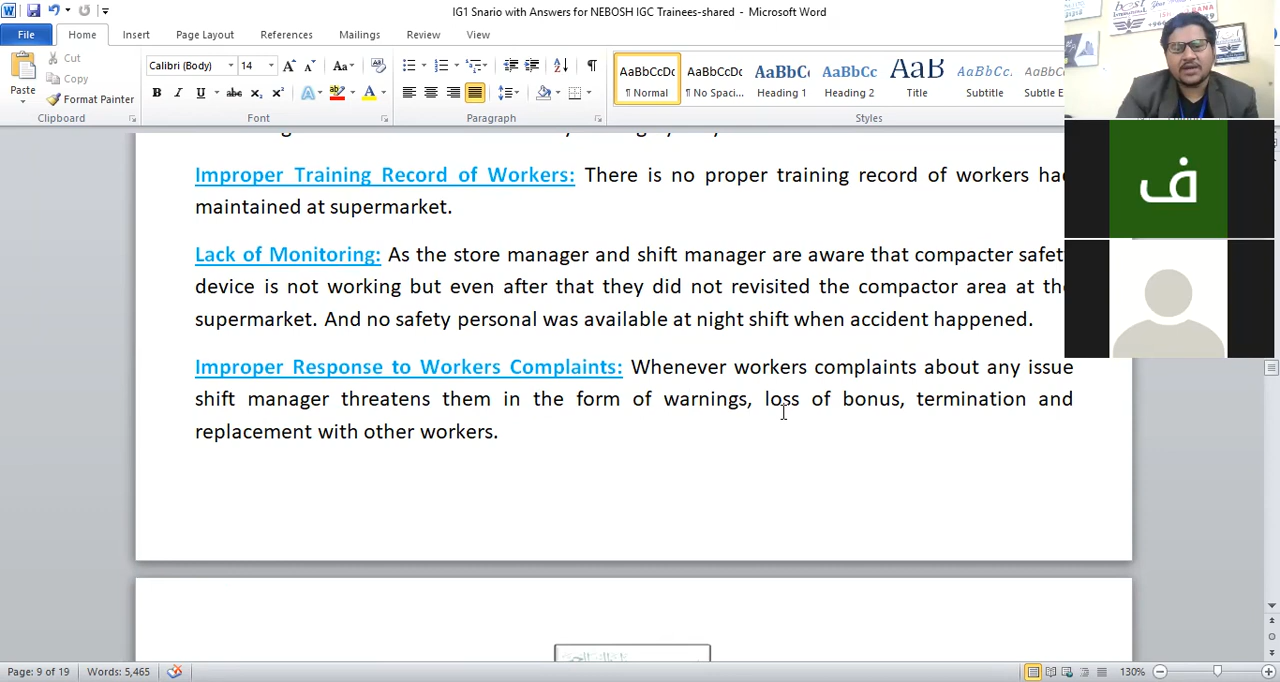 IG1 Snario with Answers for NEBOSH IGC Trainees-shared - Microsoft Word
File Home Insert Page Layout References Mailings Review View
Cut
Copy
Paste
Format Painter
Clipboard
Calibri (Body) 14
Font
Paragraph
AaBbCcDc AaBbCcDc AaBbCc AaBbCc AaB AaBbCc. AaBbCc
¶ Normal ¶ No Spaci... Heading 1 Heading 2 Title Subtitle Subtle E
Styles
Improper Training Record of Workers: There is no proper training record of workers had
maintained at supermarket.
Lack of Monitoring: As the store manager and shift manager are aware that compacter safet
device is not working but even after that they did not revisited the compactor area at the
supermarket. And no safety personal was available at night shift when accident happened.
Improper Response to Workers Complaints: Whenever workers complaints about any issue
shift manager threatens them in the form of warnings, loss of bonus, termination and
replacement with other workers.
ف
Page: 9 of 19 Words: 5,465 130%